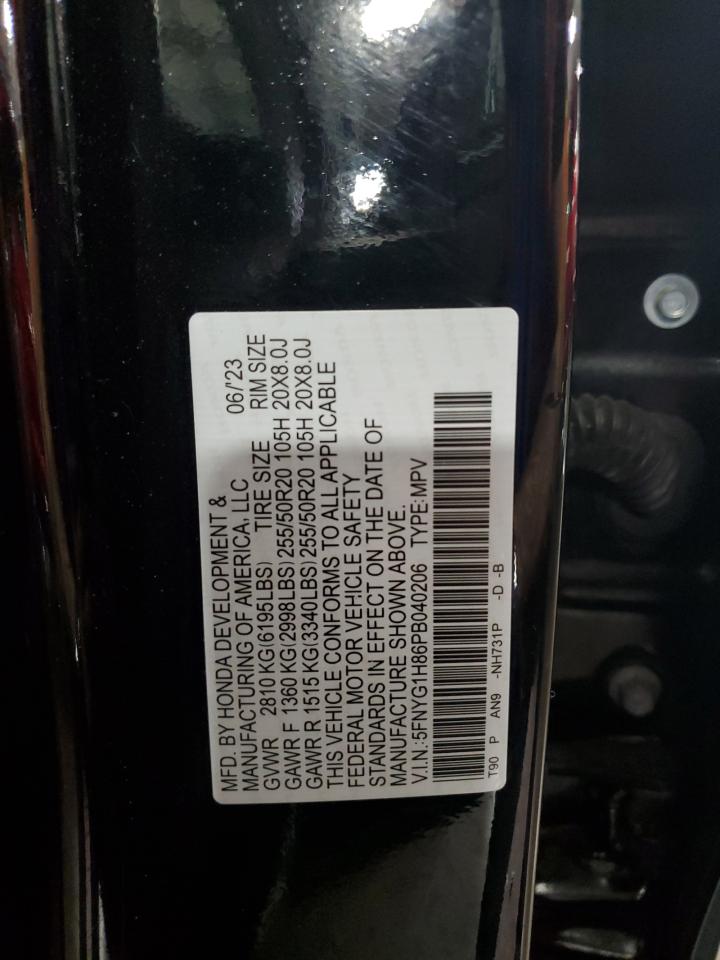 MFD. BY HONDA DEVELOPMENT &
MANUFACTURING OF AMERICA, LLC 06/'23
GVWR 2810 KG(6195LBS) TIRE SIZE RIM SIZE
GAWR F 1360 KG(2998LBS) 255/50R20 105H 20X8.0J
GAWR R 1515 KG(3340LBS) 255/50R20 105H 20X8.0J
THIS VEHICLE CONFORMS TO ALL APPLICABLE
FEDERAL MOTOR VEHICLE SAFETY
STANDARDS IN EFFECT ON THE DATE OF
MANUFACTURE SHOWN ABOVE.
V.I.N.:5FNYG1H86PB040206 TYPE:MPV
T90 P AN9 -NH731P -D -B